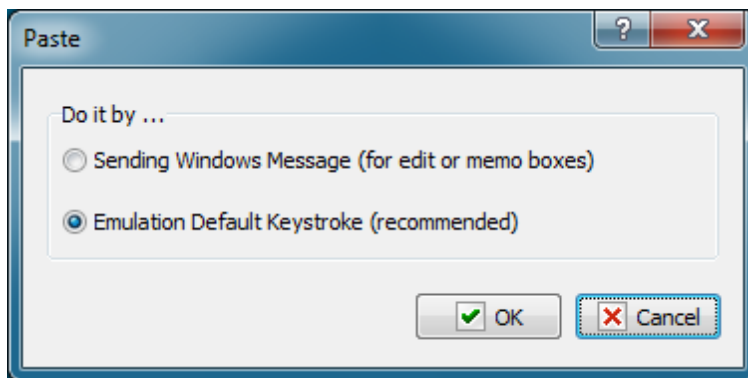 Paste
?
Do it by ...
Sending Windows Message (for edit or memo boxes)
Emulation Default Keystroke (recommended)
OK
Cancel